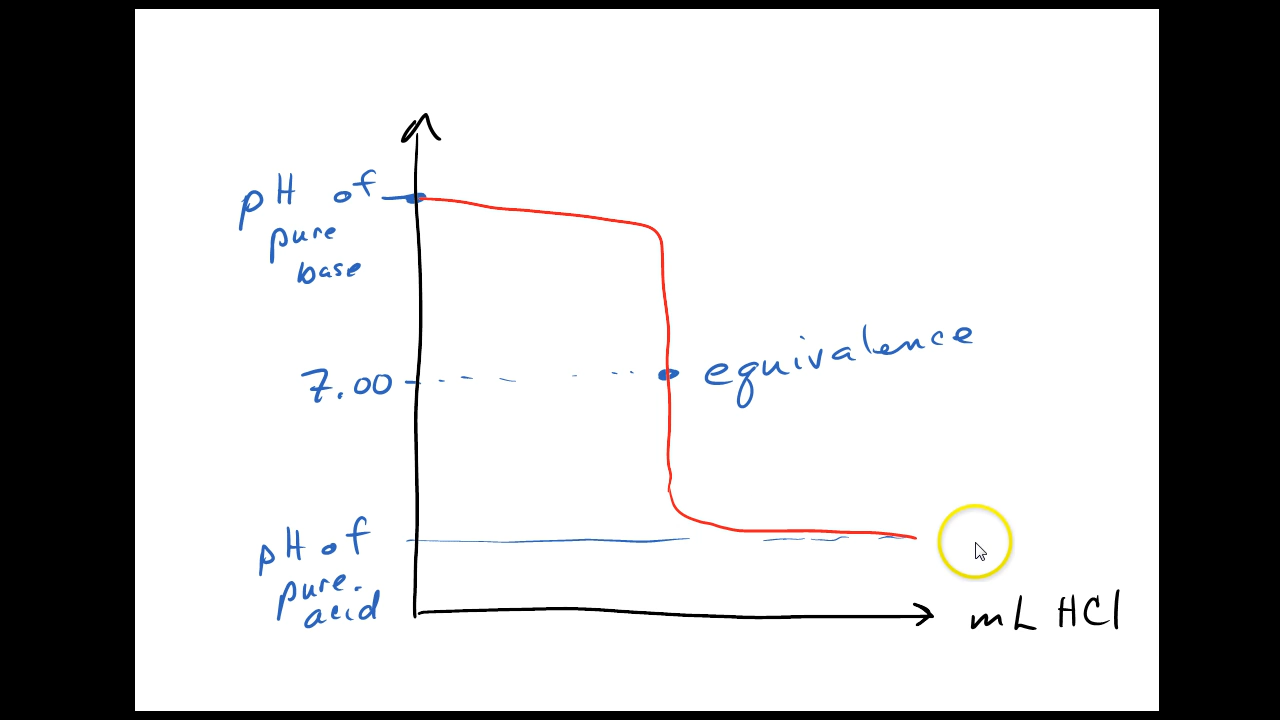 pH of
pure
base
7.00
equivalence
pH of
pure.
acid
mL HCl